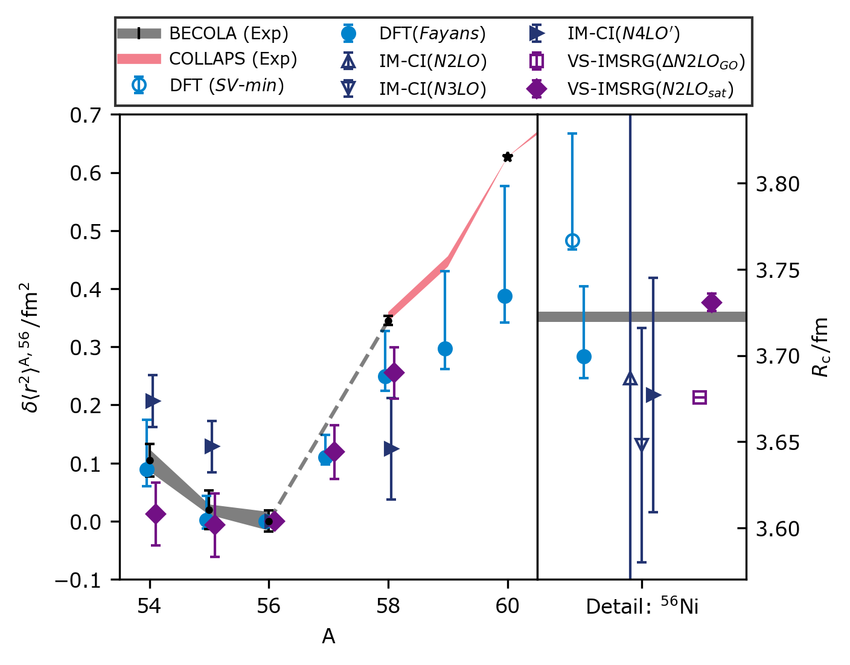 BECOLA (Exp)
COLLAPS (Exp)
DFT (SV-min)
DFT(Fayans)
IM-CI(N2LO)
IM-CI(N3LO)
IM-CI(N4LO′)
VS-IMSRG(ΔN2LO_GO)
VS-IMSRG(N2LO_sat)
0.7
0.6
0.5
0.4
0.3
0.2
0.1
0.0
−0.1
δ⟨r²⟩^A, 56/fm²
54
56
58
60
A
Detail: ⁵⁶Ni
3.80
3.75
3.70
3.65
3.60
R_c/fm